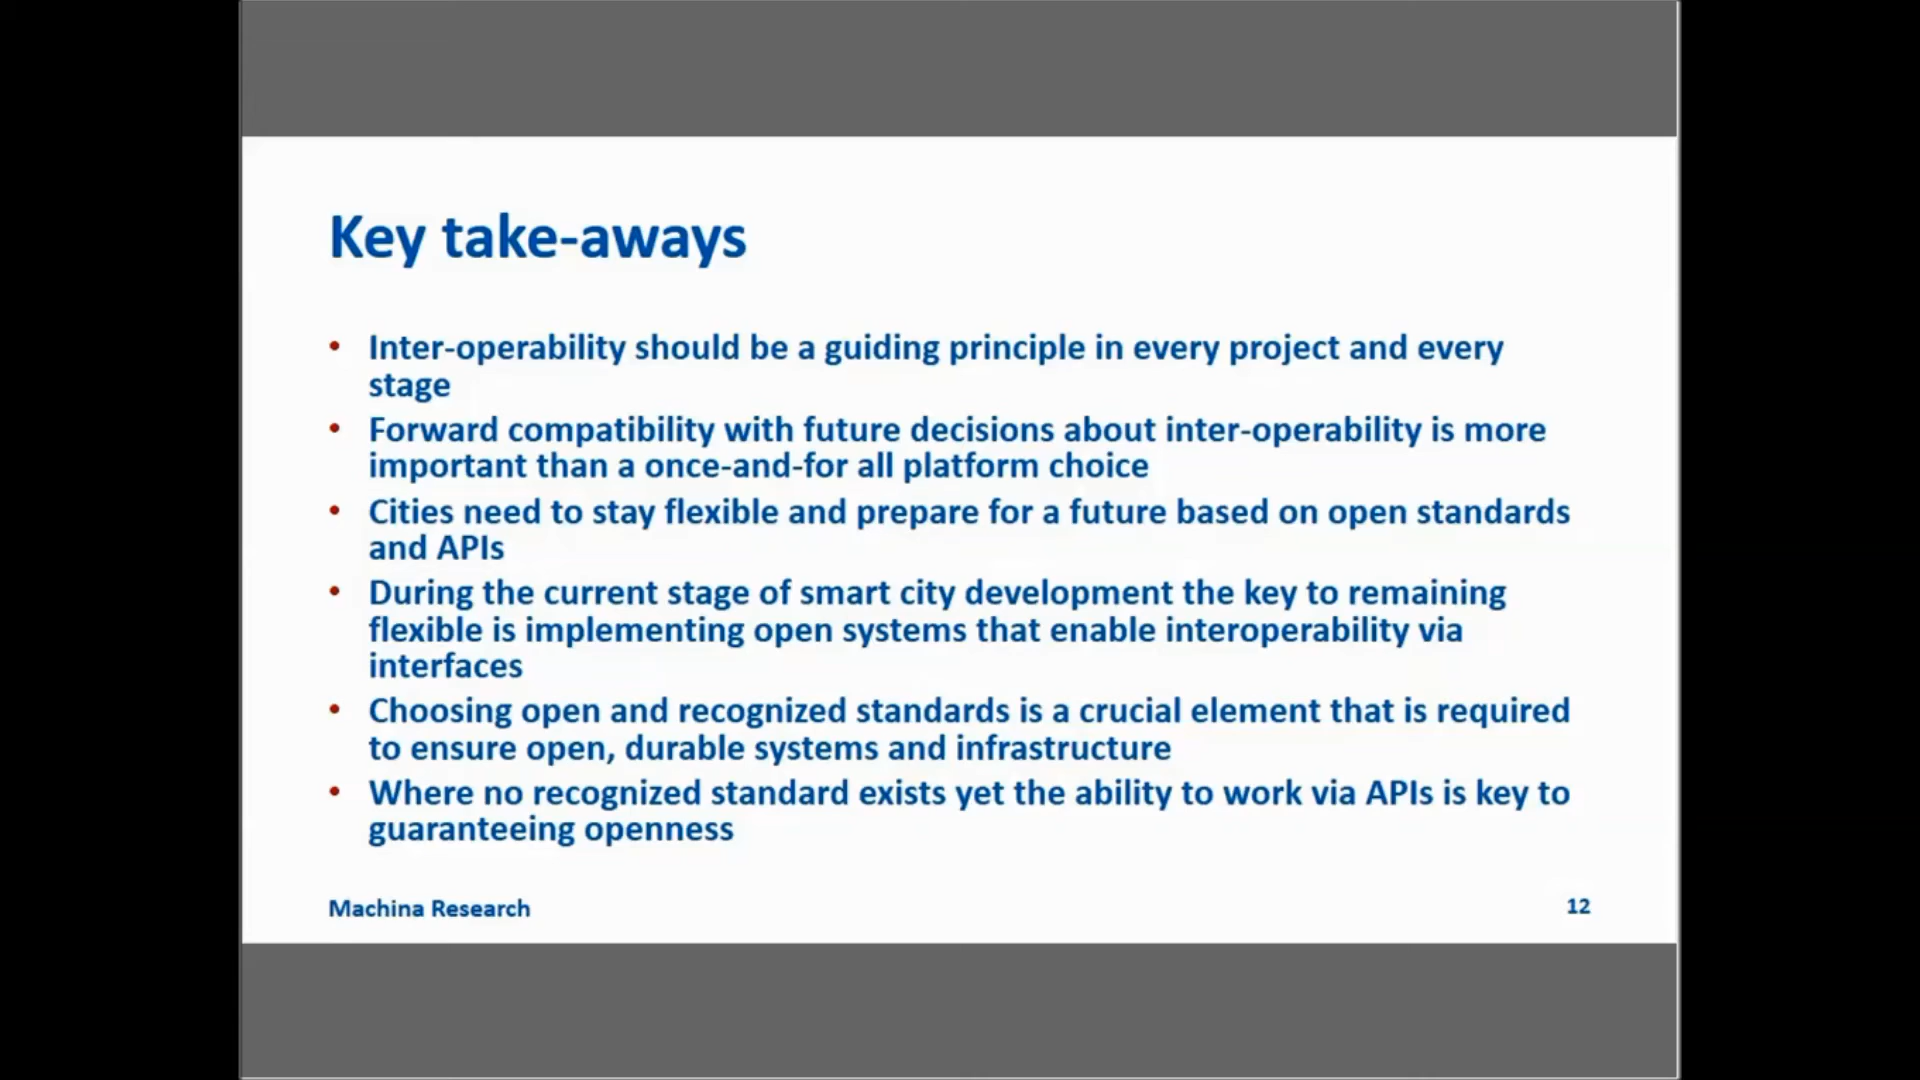 Key take-aways
• Inter-operability should be a guiding principle in every project and every
stage
• Forward compatibility with future decisions about inter-operability is more
important than a once-and-for all platform choice
• Cities need to stay flexible and prepare for a future based on open standards
and APIs
• During the current stage of smart city development the key to remaining
flexible is implementing open systems that enable interoperability via
interfaces
• Choosing open and recognized standards is a crucial element that is required
to ensure open, durable systems and infrastructure
• Where no recognized standard exists yet the ability to work via APIs is key to
guaranteeing openness
Machina Research
12